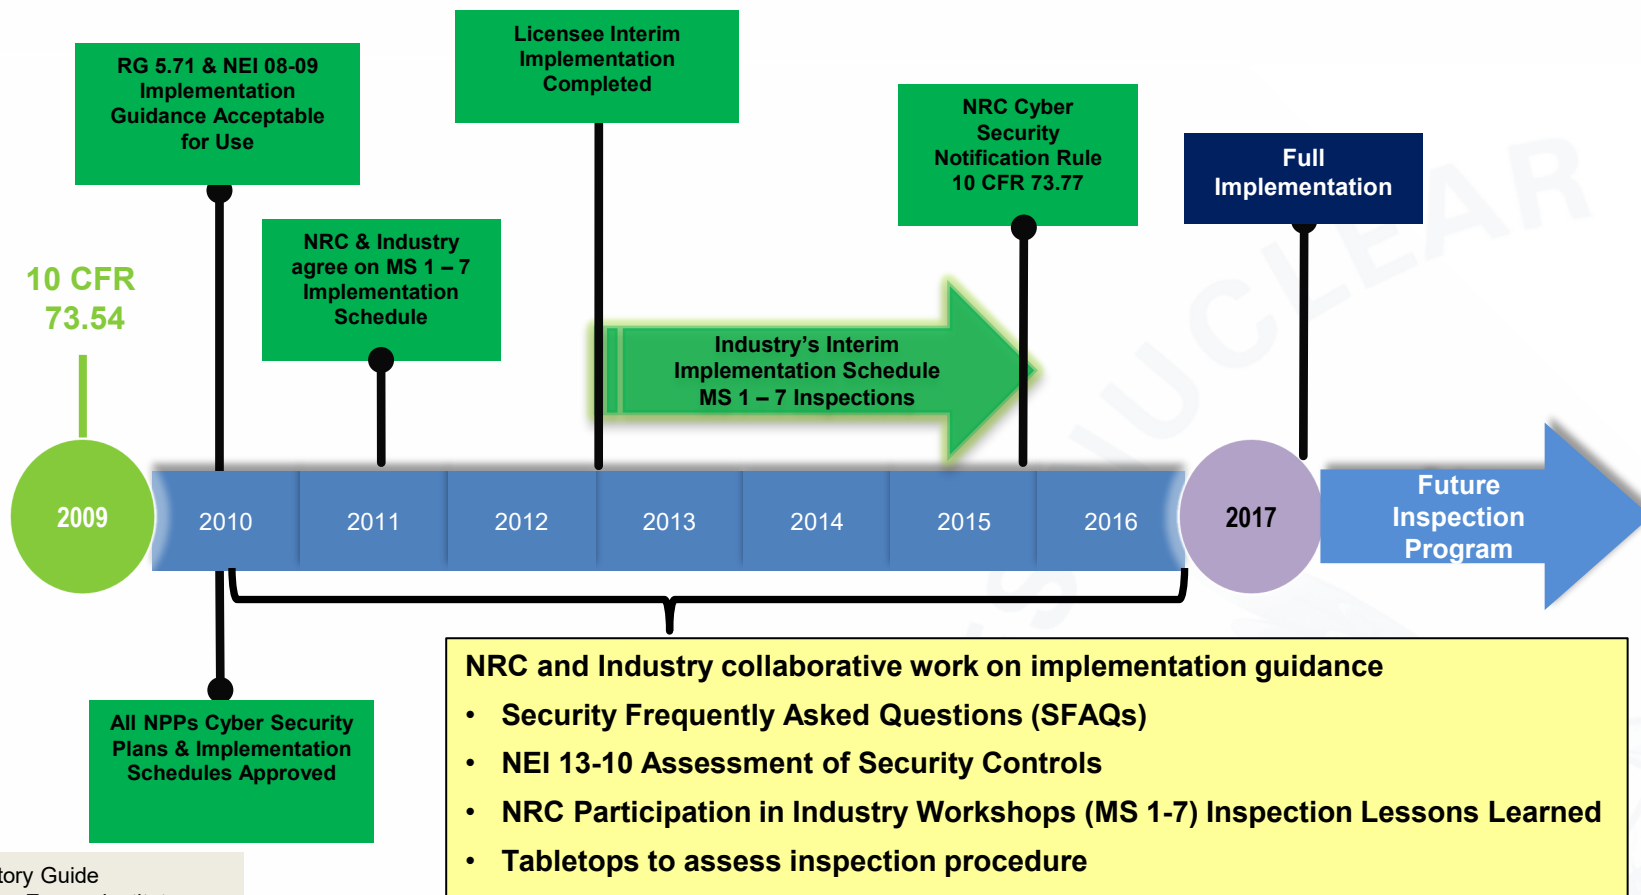 RG 5.71 & NEI 08-09
Implementation
Guidance Acceptable
for Use
Licensee Interim
Implementation
Completed
NRC Cyber
Security
Notification Rule
10 CFR 73.77
Full
Implementation
NRC & Industry
agree on MS 1 – 7
Implementation
Schedule
10 CFR
73.54
Industry’s Interim
Implementation Schedule
MS 1 – 7 Inspections
2009
2010
2011
2012
2013
2014
2015
2016
2017
Future
Inspection
Program
All NPPs Cyber Security
Plans & Implementation
Schedules Approved
NRC and Industry collaborative work on implementation guidance
• Security Frequently Asked Questions (SFAQs)
• NEI 13-10 Assessment of Security Controls
• NRC Participation in Industry Workshops (MS 1-7) Inspection Lessons Learned
• Tabletops to assess inspection procedure
tory Guide
UCLEAR